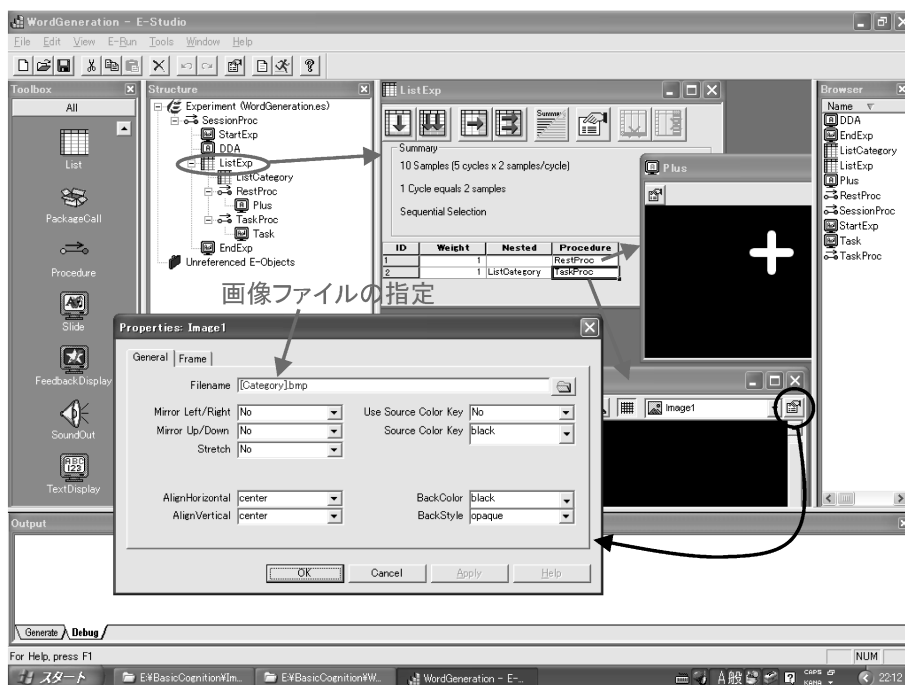 WordGeneration - E-Studio
File Edit View E-Run Tools Window Help
Toolbox
All
List
PackageCall
Procedure
Slide
FeedbackDisplay
SoundOut
TextDisplay
Structure
Experiment (WordGeneration.es)
SessionProc
StartExp
DDA
ListExp
ListCategory
RestProc
Plus
TaskProc
Task
EndExp
Unreferenced E-Objects
画像ファイルの指定
ListExp
Summary
Summary
10 Samples (5 cycles x 2 samples/cycle)
1 Cycle equals 2 samples
Sequential Selection
ID Weight Nested Procedure
1 1 RestProc
2 1 ListCategory TaskProc
Plus
Image1
Browser
Name
DDA
EndExp
ListCategory
ListExp
Plus
RestProc
SessionProc
StartExp
Task
TaskProc
Properties: Image1
General Frame
Filename [Category].bmp
Mirror Left/Right No Use Source Color Key No
Mirror Up/Down No Source Color Key black
Stretch No
AlignHorizontal center BackColor black
AlignVertical center BackStyle opaque
OK Cancel Apply Help
Output
Generate Debug
For Help, press F1 NUM
スタート E:¥BasicCognition¥Im... E:¥BasicCognition¥W... WordGeneration - E-... A 般 CAPS KANA 22:12